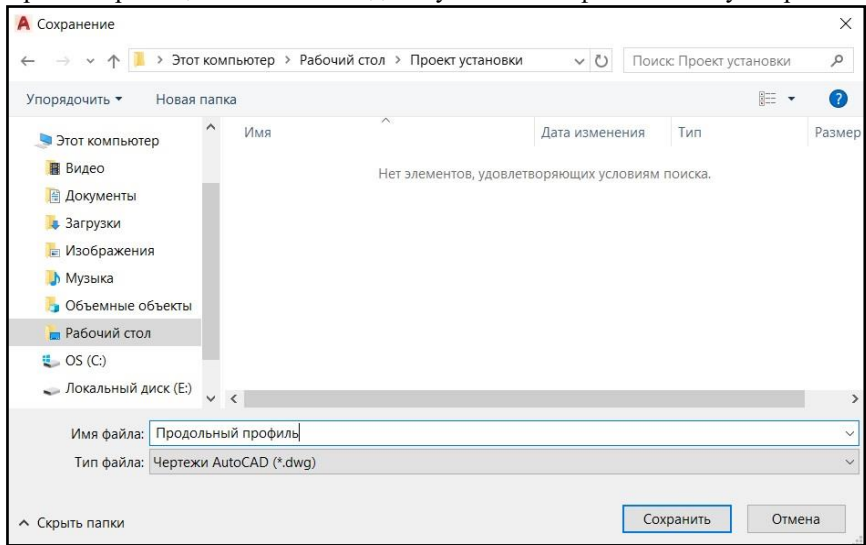 Сохранение
Этот компьютер > Рабочий стол > Проект установки
Поиск: Проект установки
Упорядочить Новая папка
Имя Дата изменения Тип Размер
Нет элементов, удовлетворяющих условиям поиска.
Этот компьютер
Видео
Документы
Загрузки
Изображения
Музыка
Объемные объекты
Рабочий стол
OS (C:)
Локальный диск (E:)
Имя файла: Продольный профиль
Тип файла: Чертежи AutoCAD (*.dwg)
Скрыть папки
Сохранить Отмена